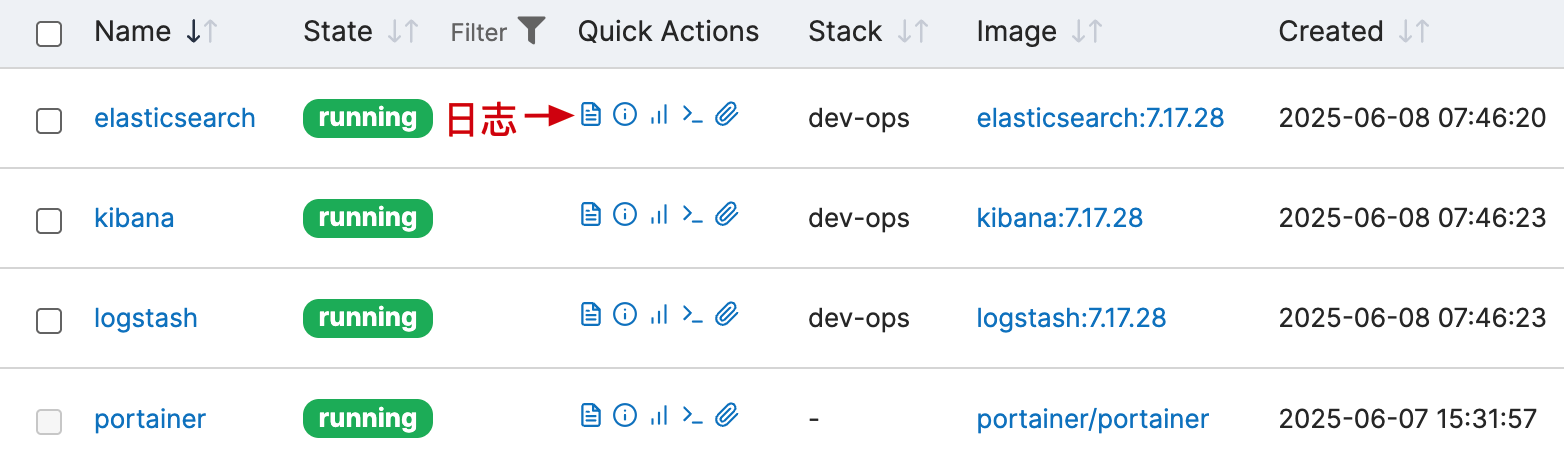 Name State Filter Quick Actions Stack Image Created
elasticsearch running 日志 dev-ops elasticsearch:7.17.28 2025-06-08 07:46:20
kibana running dev-ops kibana:7.17.28 2025-06-08 07:46:23
logstash running dev-ops logstash:7.17.28 2025-06-08 07:46:23
portainer running - portainer/portainer 2025-06-07 15:31:57